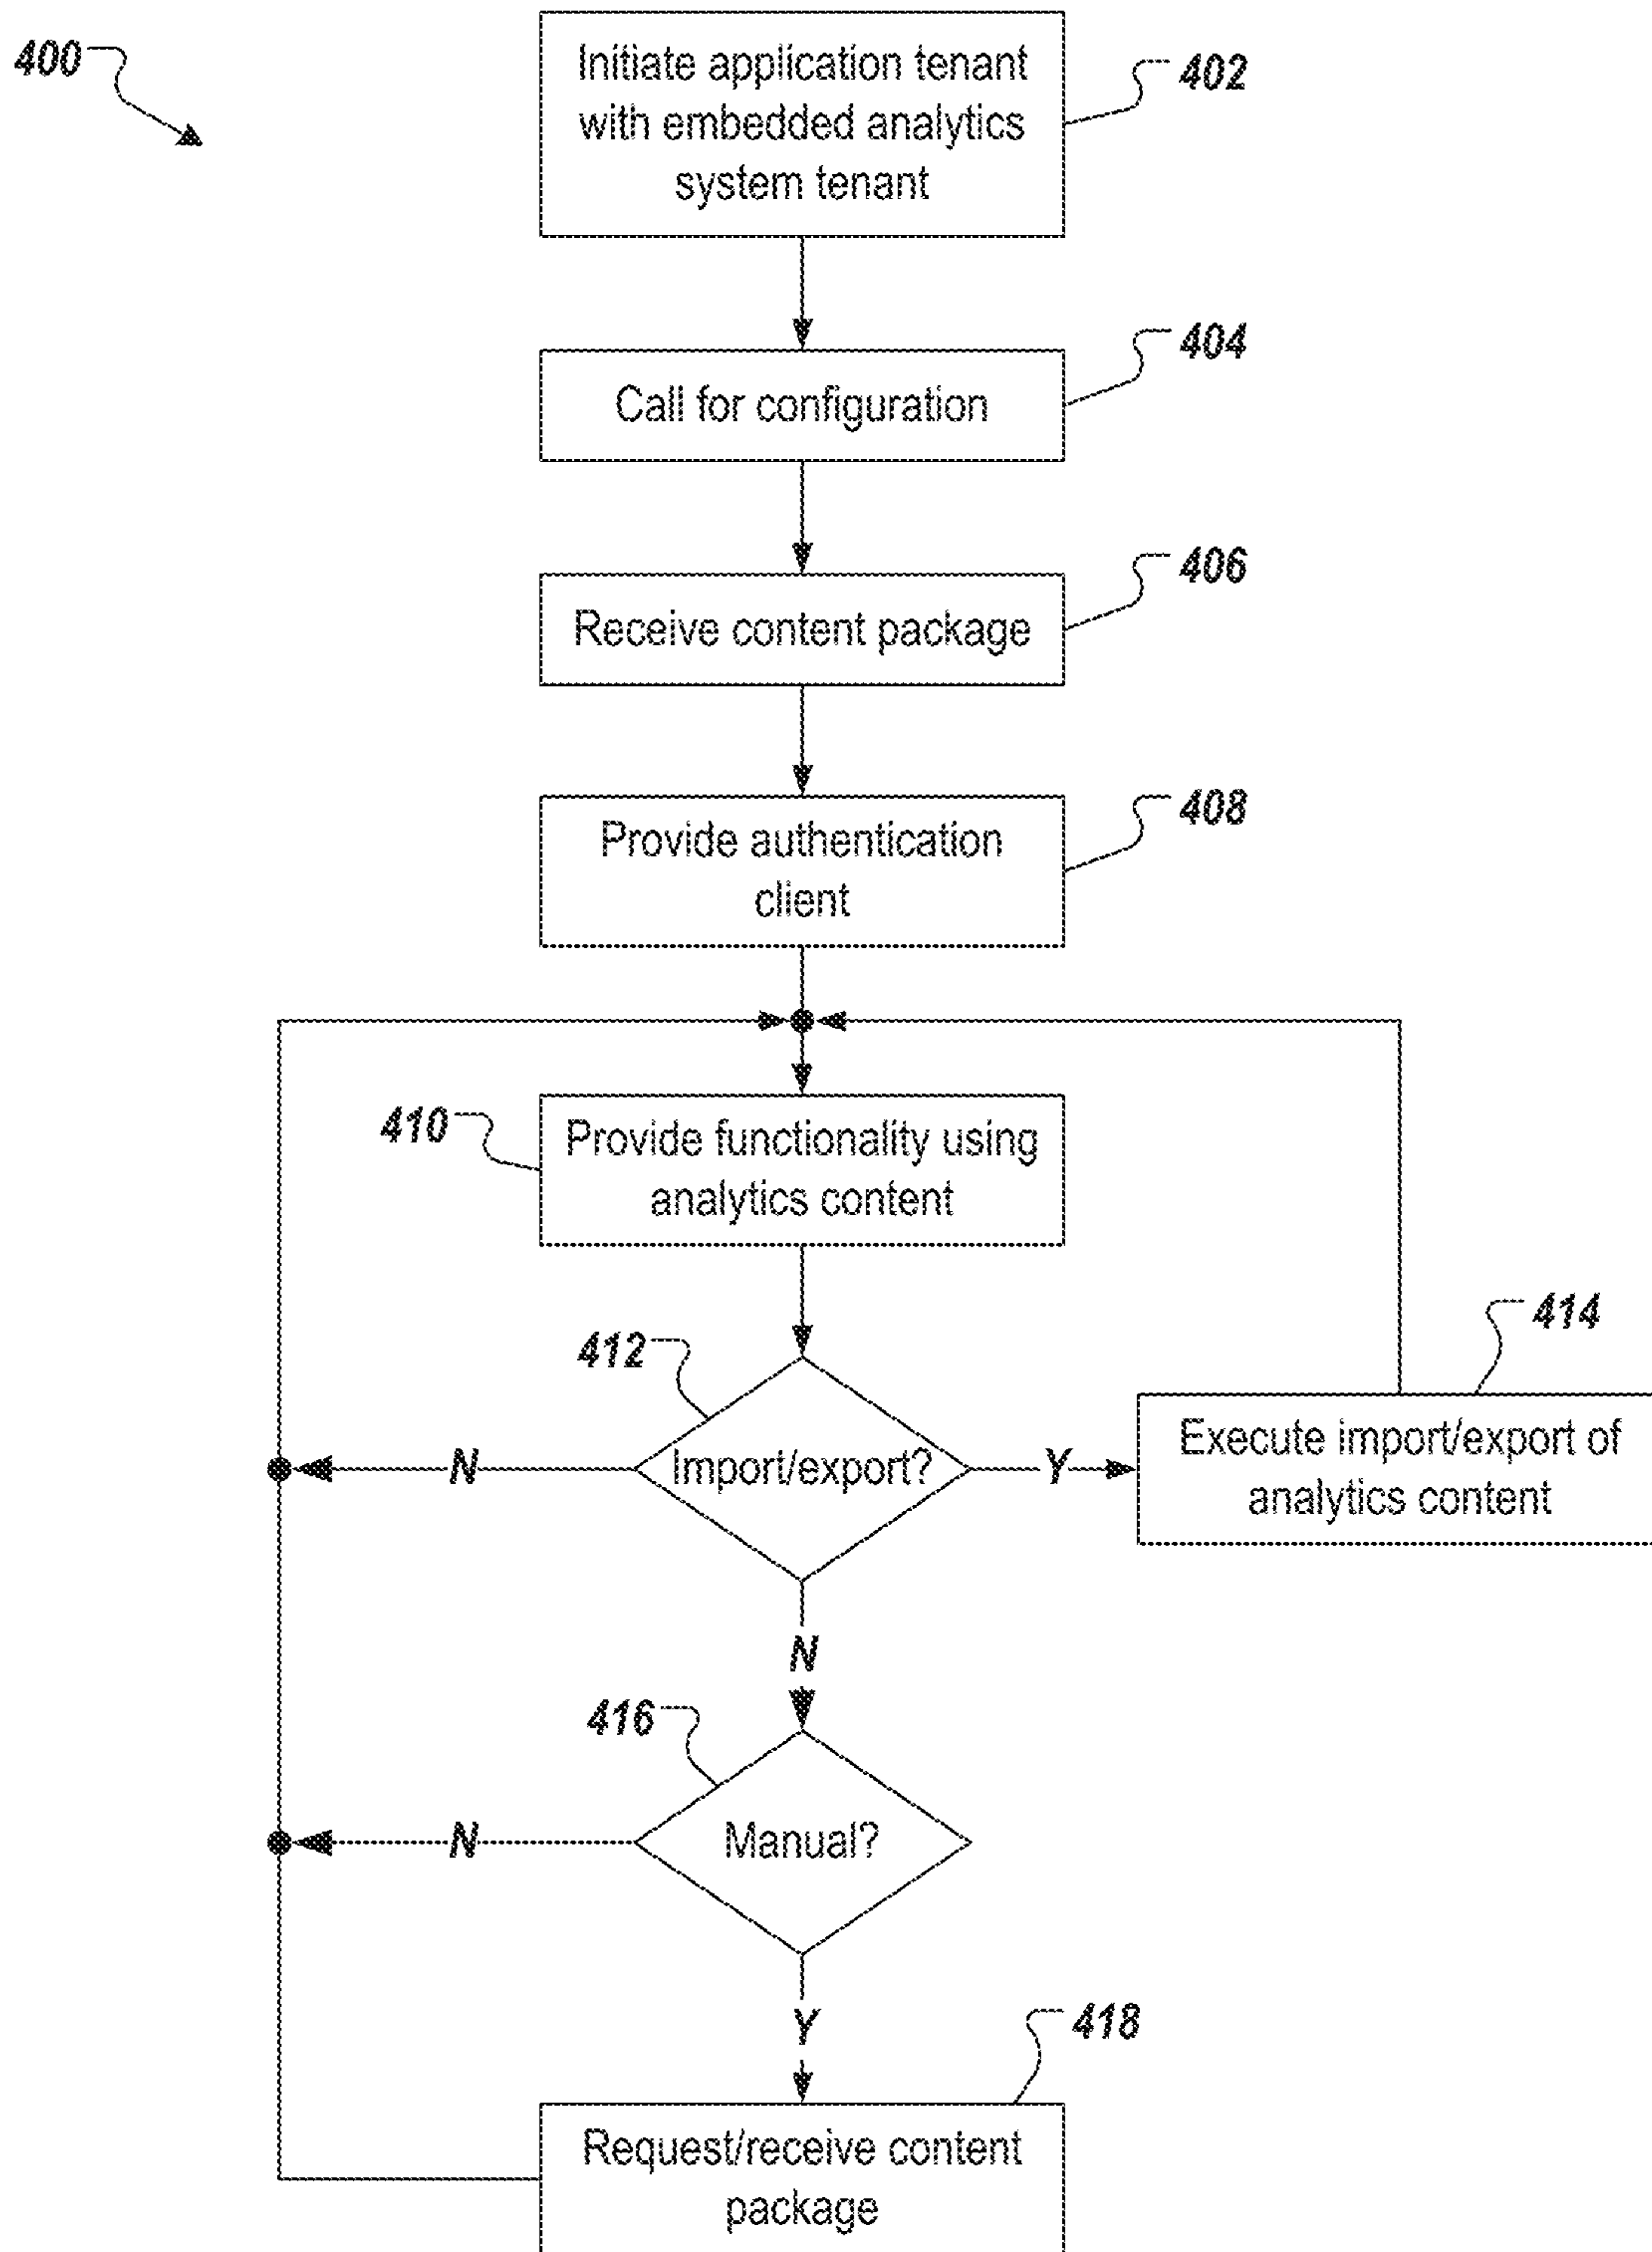 400
Initiate application tenant
with embedded analytics
system tenant
402
Call for configuration
404
Receive content package
406
Provide authentication
client
408
410
Provide functionality using
analytics content
412
Import/export?
N
Y
414
Execute import/export of
analytics content
N
416
Manual?
N
Y
418
Request/receive content
package